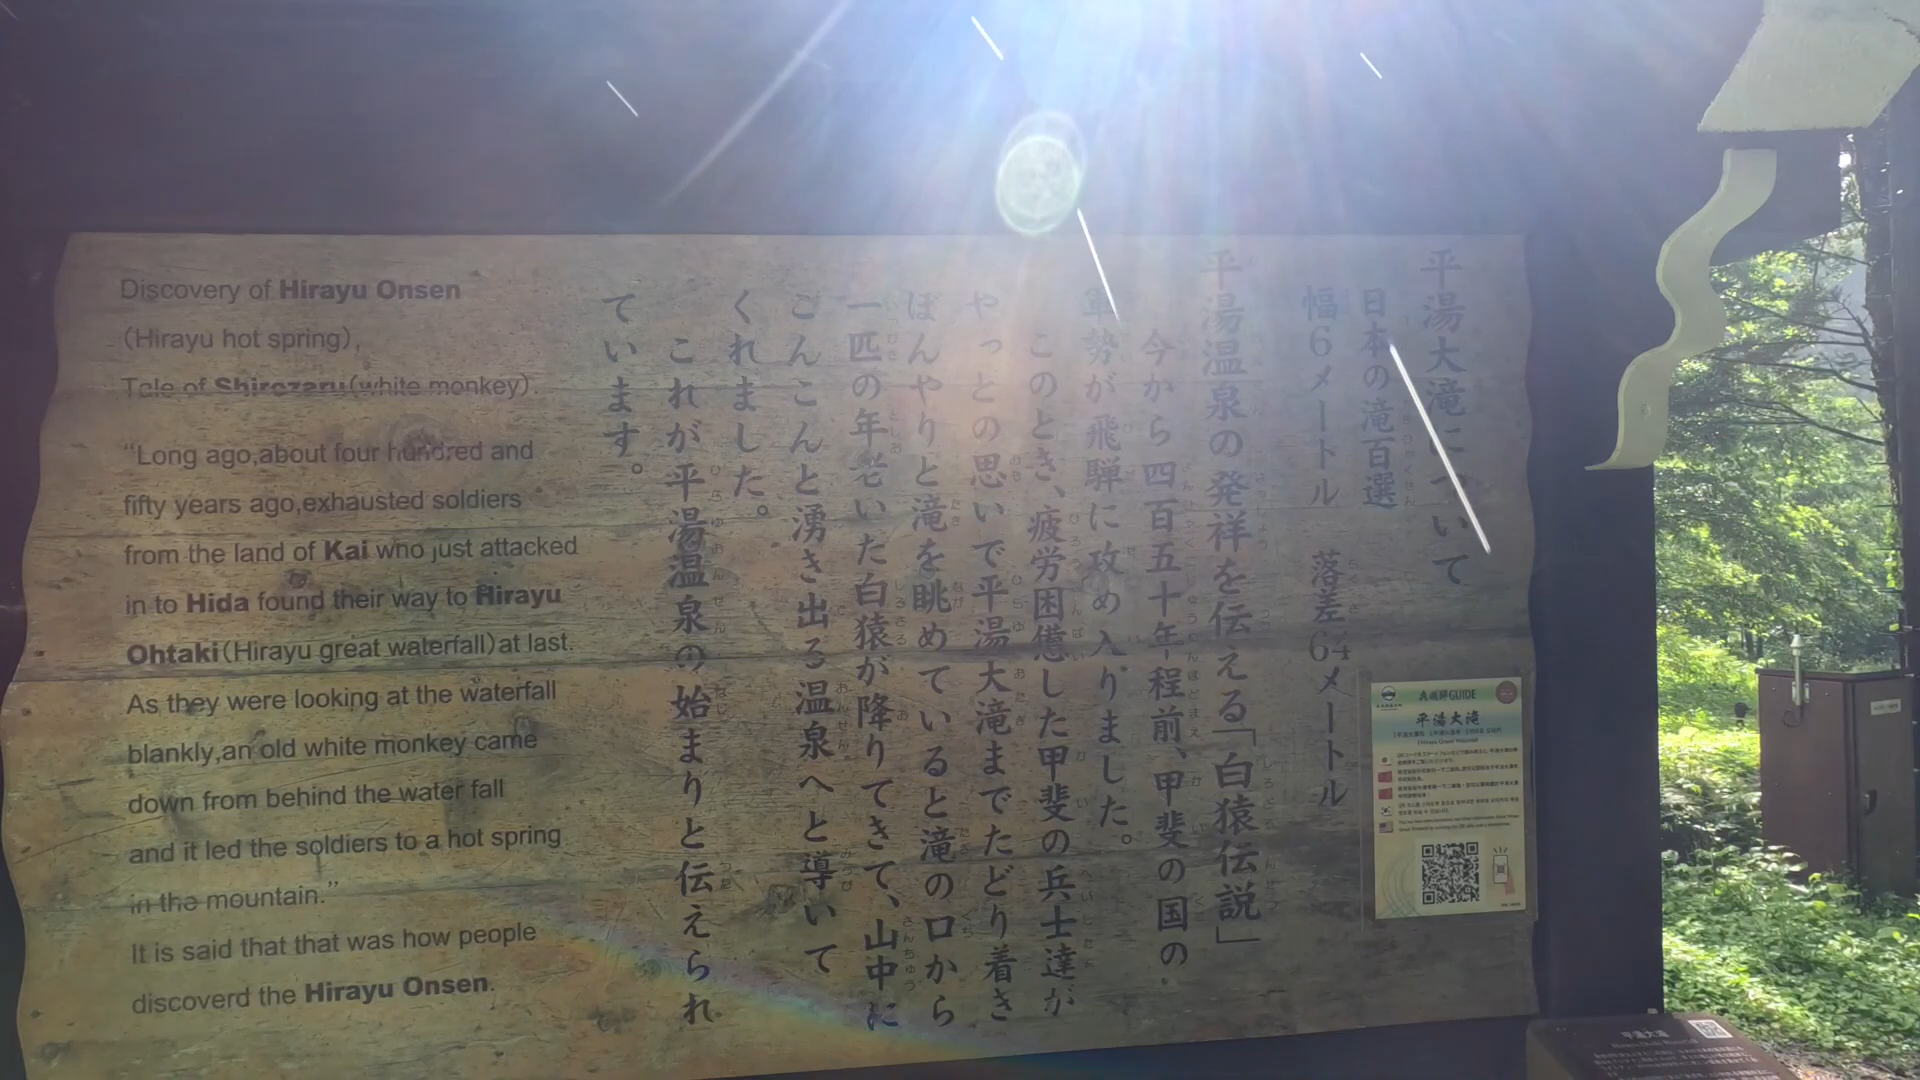 Discovery of Hirayu Onsen
(Hirayu hot spring),
Tale of Shirozaru(white monkey).
“Long ago,about four hundred and
fifty years ago,exhausted soldiers
from the land of Kai who just attacked
in to Hida found their way to Hirayu
Ohtaki(Hirayu great waterfall)at last.
As they were looking at the waterfall
blankly,an old white monkey came
down from behind the water fall
and it led the soldiers to a hot spring
in the mountain.”
It is said that that was how people
discoverd the Hirayu Onsen.
平湯大滝について
日本の滝百選
幅6メートル 落差64メートル
平湯温泉の発祥を伝える「白猿伝説」
今から四百五十年程前、甲斐の国の
軍勢が飛騨に攻め入りました。
このとき、疲労困憊した甲斐の兵士達が
やっとの思いで平湯大滝までたどり着き
ぼんやりと滝を眺めていると滝の口から
一匹の年老いた白猿が降りてきて、山中に
こんこんと湧き出る温泉へと導いて
くれました。
これが平湯温泉の始まりと伝えられ
ています。
奥飛騨GUIDE
平湯大滝
平湯大滝